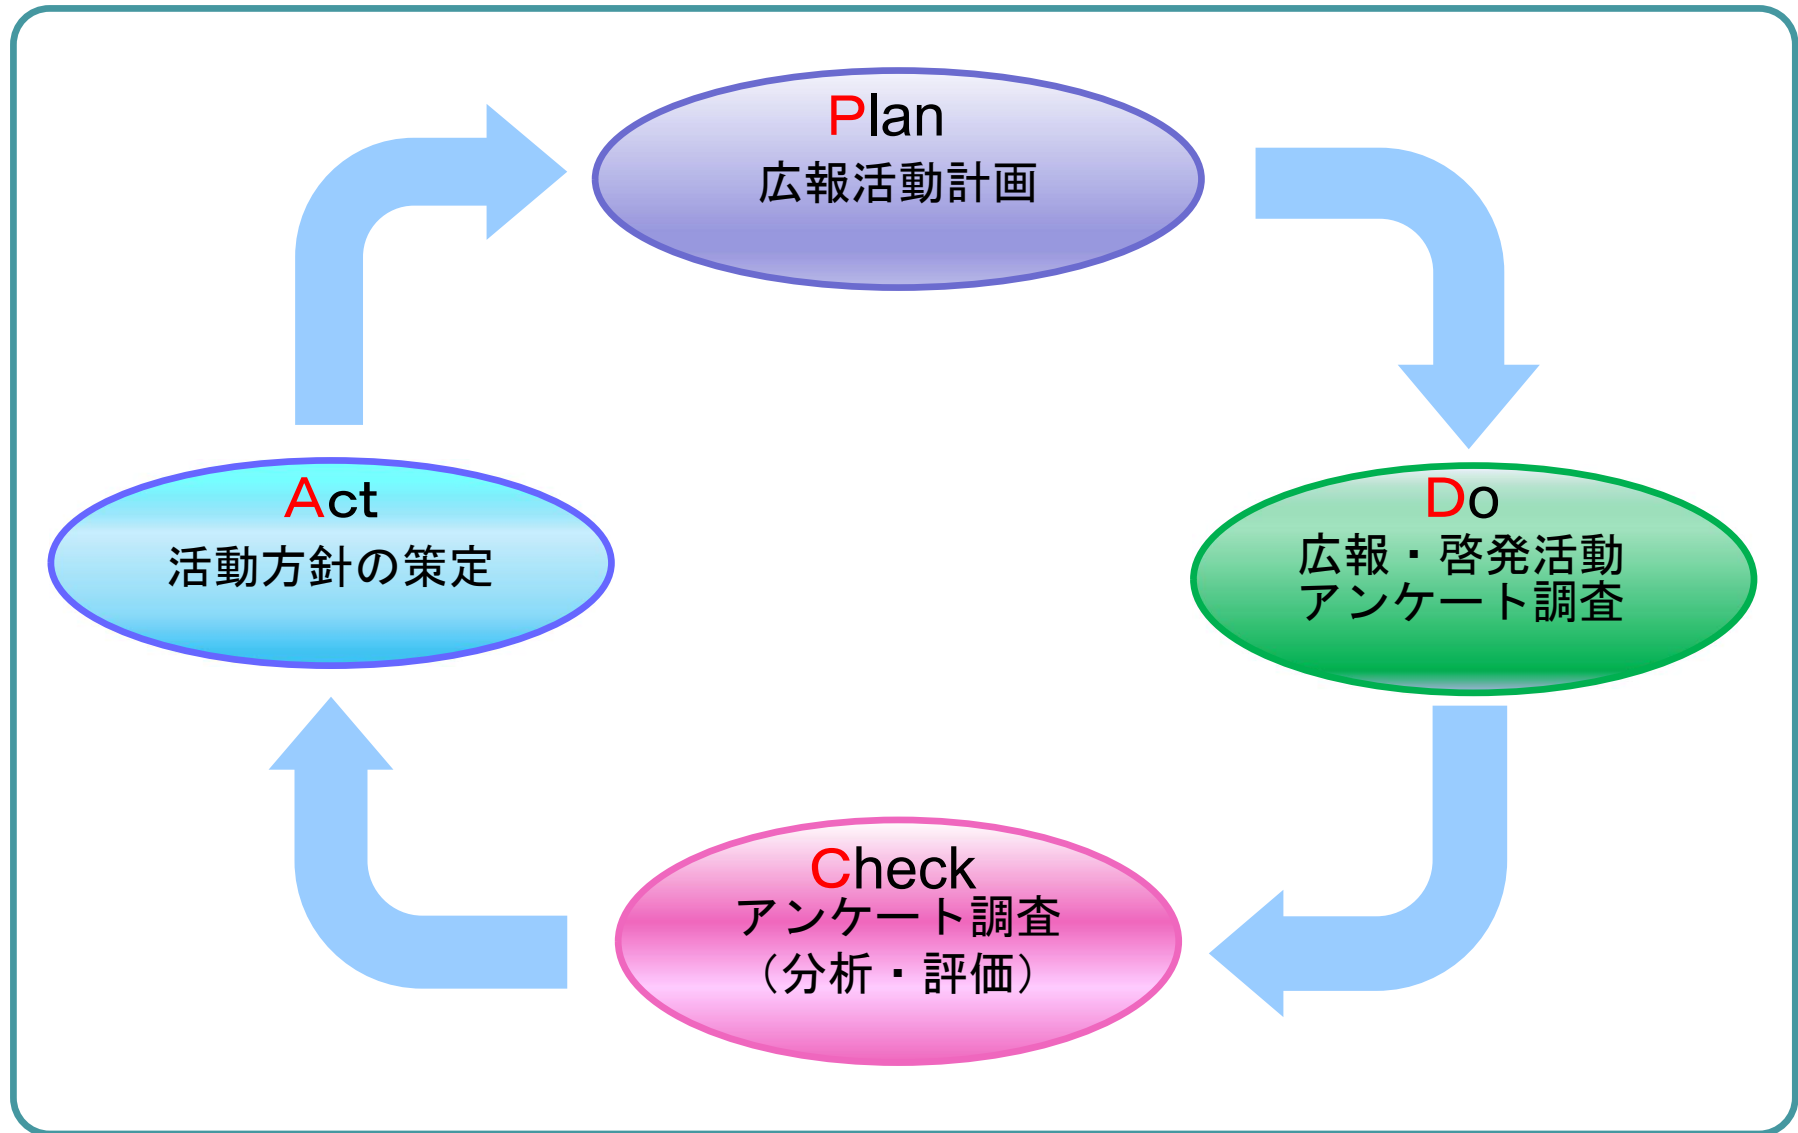 Plan
広報活動計画
Act
活動方針の策定
Do
広報・啓発活動
アンケート調査
Check
アンケート調査
（分析・評価）